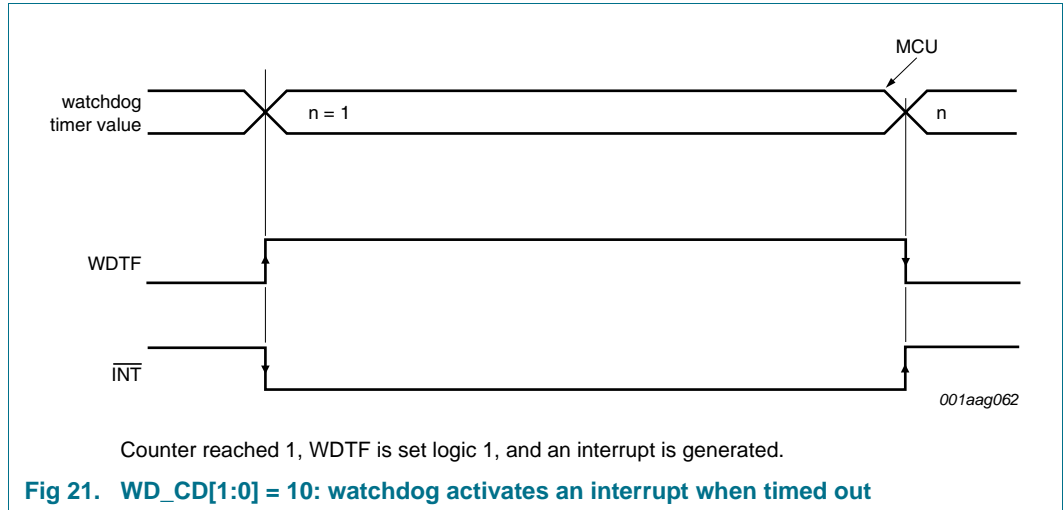 MCU
watchdog
timer value
n = 1
n
WDTF
INT
001aag062
Counter reached 1, WDTF is set logic 1, and an interrupt is generated.
Fig 21. WD_CD[1:0] = 10: watchdog activates an interrupt when timed out